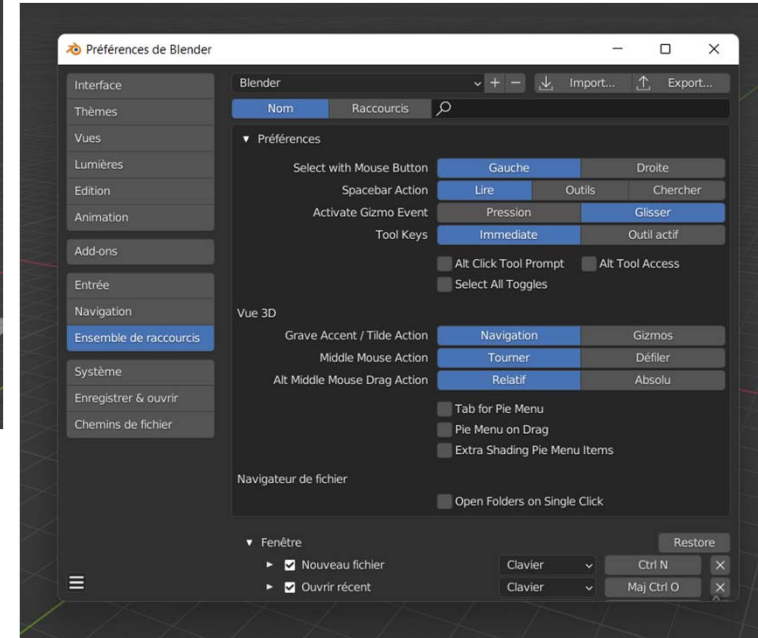 Préférences de Blender
Interface
Thèmes
Vues
Lumières
Edition
Animation
Add-ons
Entrée
Navigation
Ensemble de raccourcis
Système
Enregistrer & ouvrir
Chemins de fichier
Blender Import... Export...
Nom Raccourcis
Préférences
Select with Mouse Button Gauche Droite
Spacebar Action Lire Outils Chercher
Activate Gizmo Event Pression Glisser
Tool Keys Immediate Outil actif
Alt Click Tool Prompt Alt Tool Access
Select All Toggles
Vue 3D
Grave Accent / Tilde Action Navigation Gizmos
Middle Mouse Action Tourner Défiler
Alt Middle Mouse Drag Action Relatif Absolu
Tab for Pie Menu
Pie Menu on Drag
Extra Shading Pie Menu Items
Navigateur de fichier
Open Folders on Single Click
Fenêtre Restore
Nouveau fichier Clavier Ctrl N
Ouvrir récent Clavier Maj Ctrl O